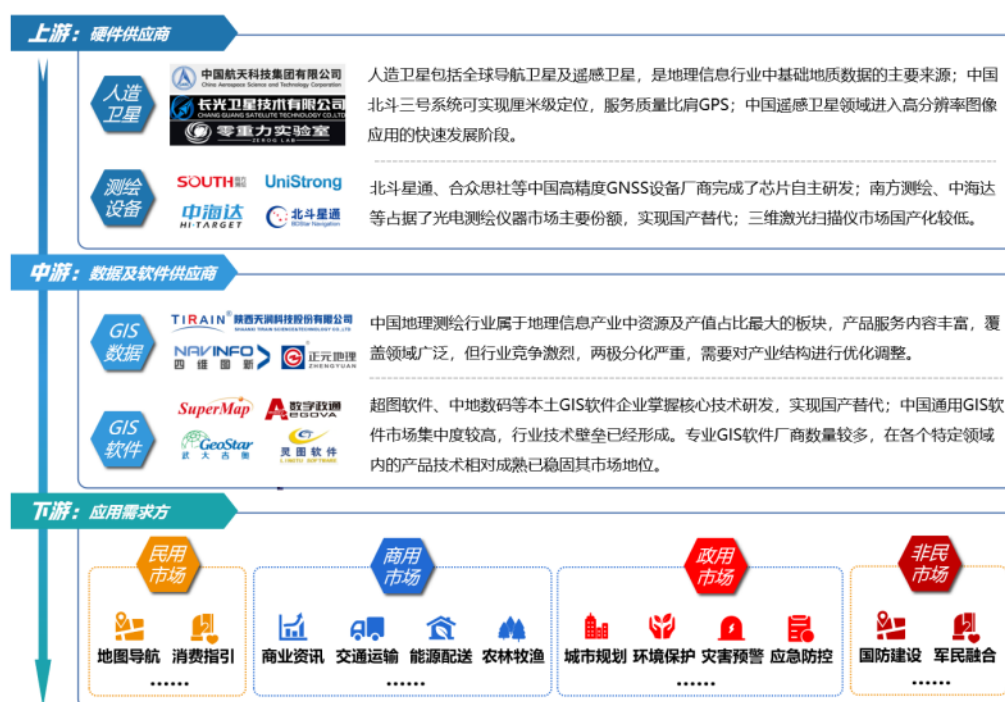 上游：硬件供应商
人造
卫星
中国航天科技集团有限公司
China Aerospace Science and Technology Corporation
长光卫星技术有限公司
CHANG GUANG SATELLITE TECHNOLOGY CO.,LTD
零重力实验室
ZEROG LAB
人造卫星包括全球导航卫星及遥感卫星，是地理信息行业中基础地质数据的主要来源；中国
北斗三号系统可实现厘米级定位，服务质量比肩GPS；中国遥感卫星领域进入高分辨率图像
应用的快速发展阶段。
测绘
设备
SOUTH
UniStrong
中海达
HI-TARGET
北斗星通
BDStar Navigation
北斗星通、合众思社等中国高精度GNSS设备厂商完成了芯片自主研发；南方测绘、中海达
等占据了光电测绘仪器市场主要份额，实现国产替代；三维激光扫描仪市场国产化较低。
中游：数据及软件供应商
GIS
数据
TIRAIN® 陕西天润科技股份有限公司
SHAANXI TIRAIN SCIENCE&TECHNOLOGY CO.,LTD
NAVINFO
四维图新
正元地理
ZHENGYUAN
中国地理测绘行业属于地理信息产业中资源及产值占比最大的板块，产品服务内容丰富，覆
盖领域广泛，但行业竞争激烈，两极分化严重，需要对产业结构进行优化调整。
GIS
软件
SuperMap
数字政通
EGOVA
GeoStar
武大吉奥
灵图软件
LINGTU SOFTWARE
超图软件、中地数码等本土GIS软件企业掌握核心技术研发，实现国产替代；中国通用GIS软
件市场集中度较高，行业技术壁垒已经形成。专业GIS软件厂商数量较多，在各个特定领域
内的产品技术相对成熟已稳固其市场地位。
下游：应用需求方
民用
市场
地图导航 消费指引
......
商用
市场
商业资讯 交通运输 能源配送 农林牧渔
......
政用
市场
城市规划 环境保护 灾害预警 应急防控
......
非民
市场
国防建设 军民融合
......